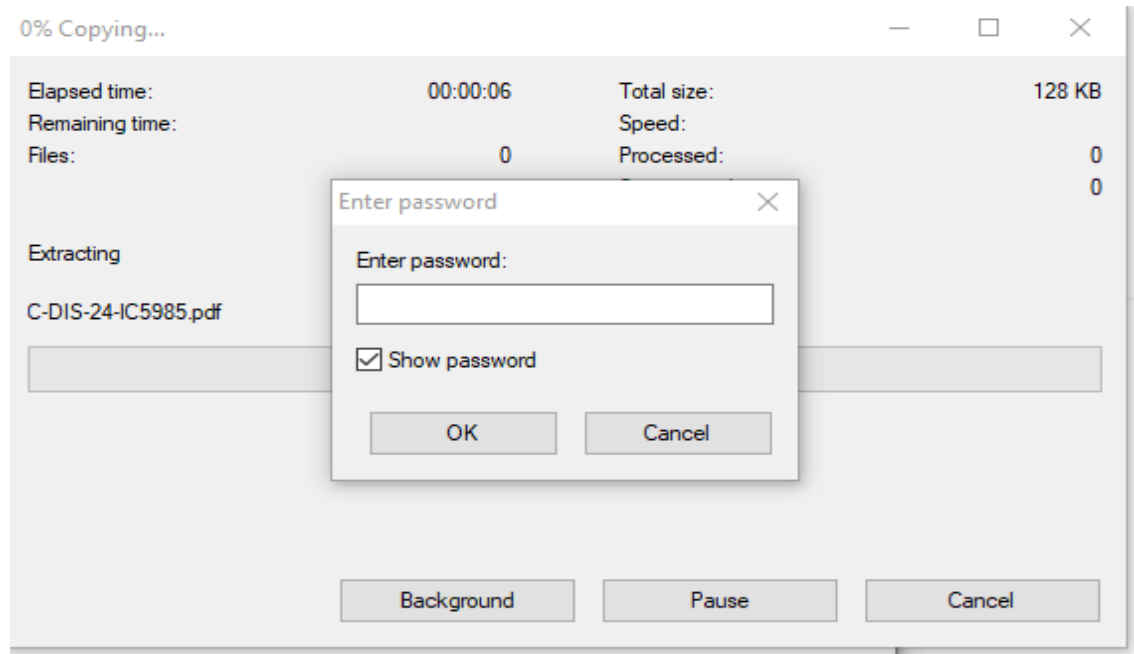 0% Copying...
Elapsed time: 00:00:06 Total size: 128 KB
Remaining time: Speed:
Files: 0 Processed: 0
0
Enter password
Extracting
Enter password:
C-DIS-24-IC5985.pdf
Show password
OK Cancel
Background Pause Cancel